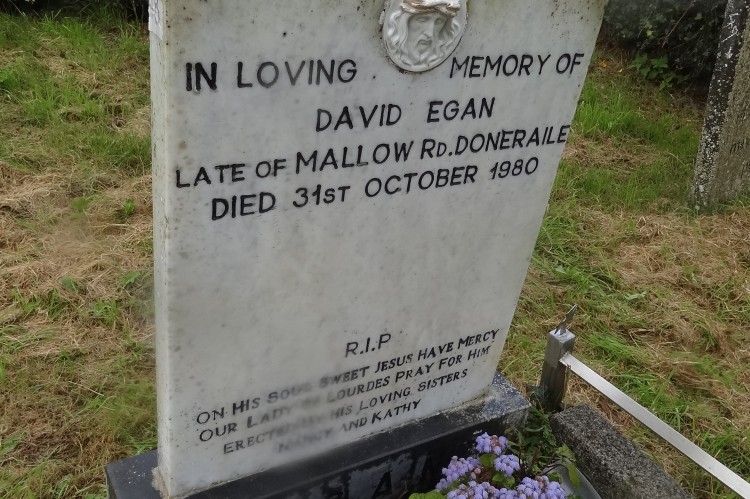 IN LOVING MEMORY OF
DAVID EGAN
LATE OF MALLOW RD. DONERAILE
DIED 31ST OCTOBER 1980
R.I.P
ON HIS SOUL SWEET JESUS HAVE MERCY
OUR LADY OF LOURDES PRAY FOR HIM
ERECTED BY HIS LOVING SISTERS
NANCY AND KATHY